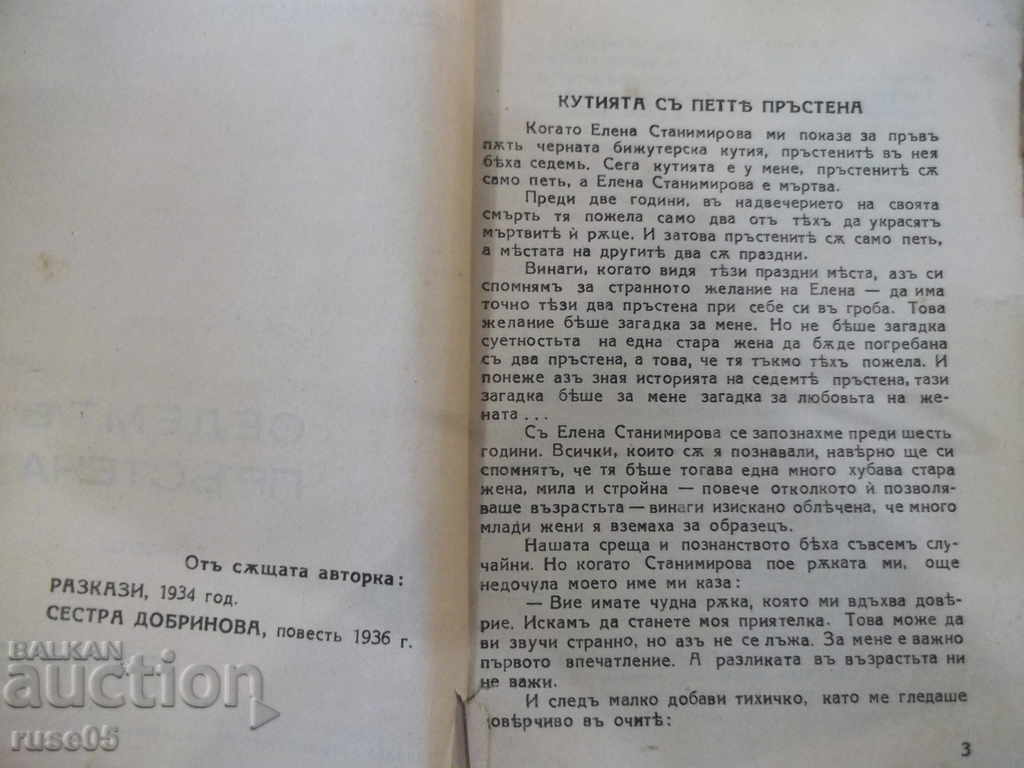 Отъ сѫщата авторка:
РАЗКАЗИ, 1934 год.
СЕСТРА ДОБРИНОВА, повесть 1936 г.
BALKAN
auction
ruse05
КУТИЯТА СЪ ПЕТТѢ ПРЪСТЕНА
Когато Елена Станимирова ми показа за пръвъ
пѫть черната бижутерска кутия, пръстенитѣ въ нея
бѣха седемь. Сега кутията е у мене, пръстенитѣ сѫ
само петь, а Елена Станимирова е мъртва.
Преди две години, въ надвечерието на своята
смърть тя пожела само два отъ тѣхъ да украсятъ
мъртвитѣ ѝ рѫце. И затова пръстенитѣ сѫ само петь,
а мѣстата на другитѣ два сѫ праздни.
Винаги, когато видя тѣзи праздни мѣста, азъ си
спомнямъ за странното желание на Елена — да има
точно тѣзи два пръстена при себе си въ гроба. Това
желание бѣше загадка за мене. Но не бѣше загадка
суетностьта на една стара жена да бѫде погребана
съ два пръстена, а това, че тя тъкмо тѣхъ пожела. И
понеже азъ зная историята на седемтѣ пръстена, тази
загадка бѣше за мене загадка за любовьта на же-
ната . . .
Съ Елена Станимирова се запознахме преди шесть
години. Всички, които сѫ я познавали, навѣрно ще си
спомнятъ, че тя бѣше тогава една много хубава стара
жена, мила и стройна — повече отколкото ѝ позволя-
ваше възрастьта — винаги изискано облѣчена, че много
млади жени я вземаха за образецъ.
Нашата среща и познанството бѣха съвсемъ слу-
чайни. Но когато Станимирова пое рѫката ми, още
недочула моето име ми каза:
— Вие имате чудна рѫка, която ми вдъхва довѣ-
рие. Искамъ да станете моя приятелка. Това може да
ви звучи странно, но азъ не се лъжа. За мене е важно
първото впечатление. А разликата въ възрастьта ни
не важи.
И следъ малко добави тихичко, като ме гледаше
довѣрчиво въ очитѣ:
3